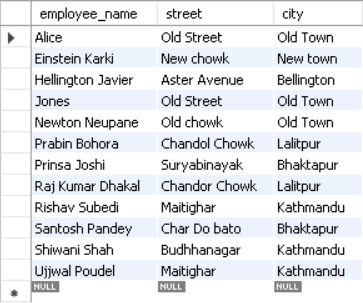 employee_name street city
Alice Old Street Old Town
Einstein Karki New chowk New town
Hellington Javier Aster Avenue Bellington
Jones Old Street Old Town
Newton Neupane Old chowk Old Town
Prabin Bohora Chandol Chowk Lalitpur
Prinsa Joshi Suryabinayak Bhaktapur
Raj Kumar Dhakal Chandor Chowk Lalitpur
Rishav Subedi Maitighar Kathmandu
Santosh Pandey Char Do bato Bhaktapur
Shiwani Shah Budhhanagar Kathmandu
Ujjwal Poudel Maitighar Kathmandu
NULL NULL NULL